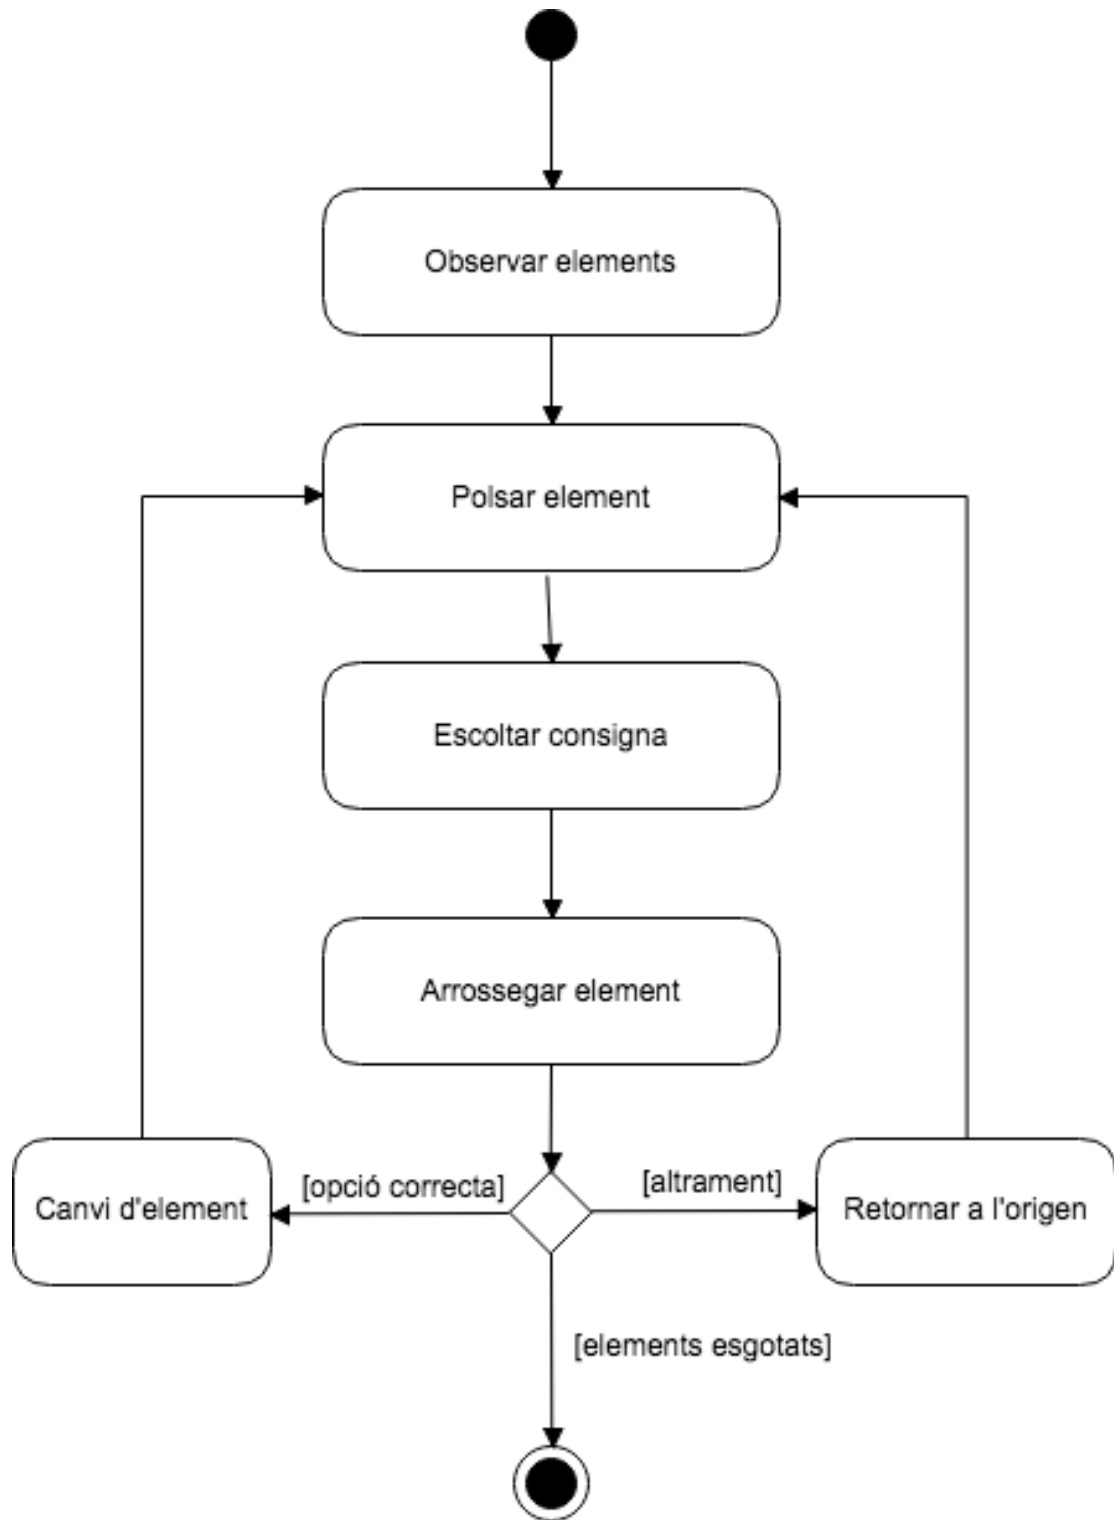 Observar elements
Polsar element
Escoltar consigna
Arrossegar element
[opció correcta]
[altrament]
Canvi d'element
Retornar a l'origen
[elements esgotats]